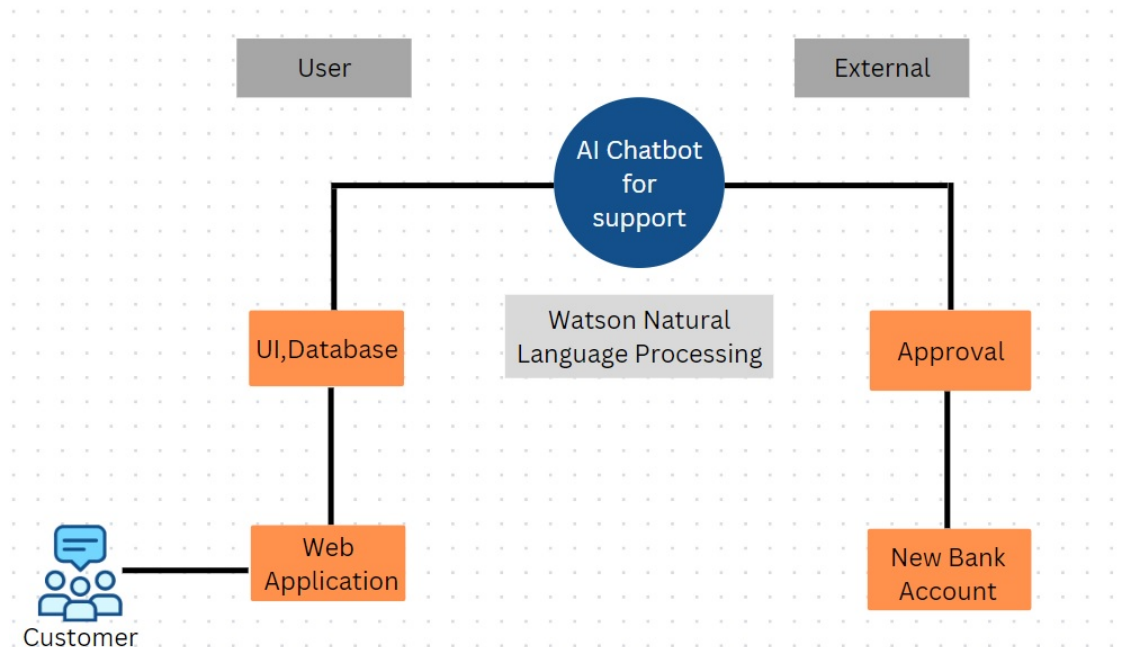 User
External
AI Chatbot
for
support
UI,Database
Watson Natural
Language Processing
Approval
Web
Application
New Bank
Account
Customer